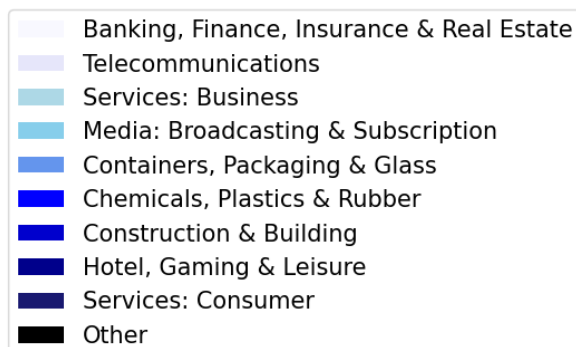 Banking, Finance, Insurance & Real Estate
Telecommunications
Services: Business
Media: Broadcasting & Subscription
Containers, Packaging & Glass
Chemicals, Plastics & Rubber
Construction & Building
Hotel, Gaming & Leisure
Services: Consumer
Other